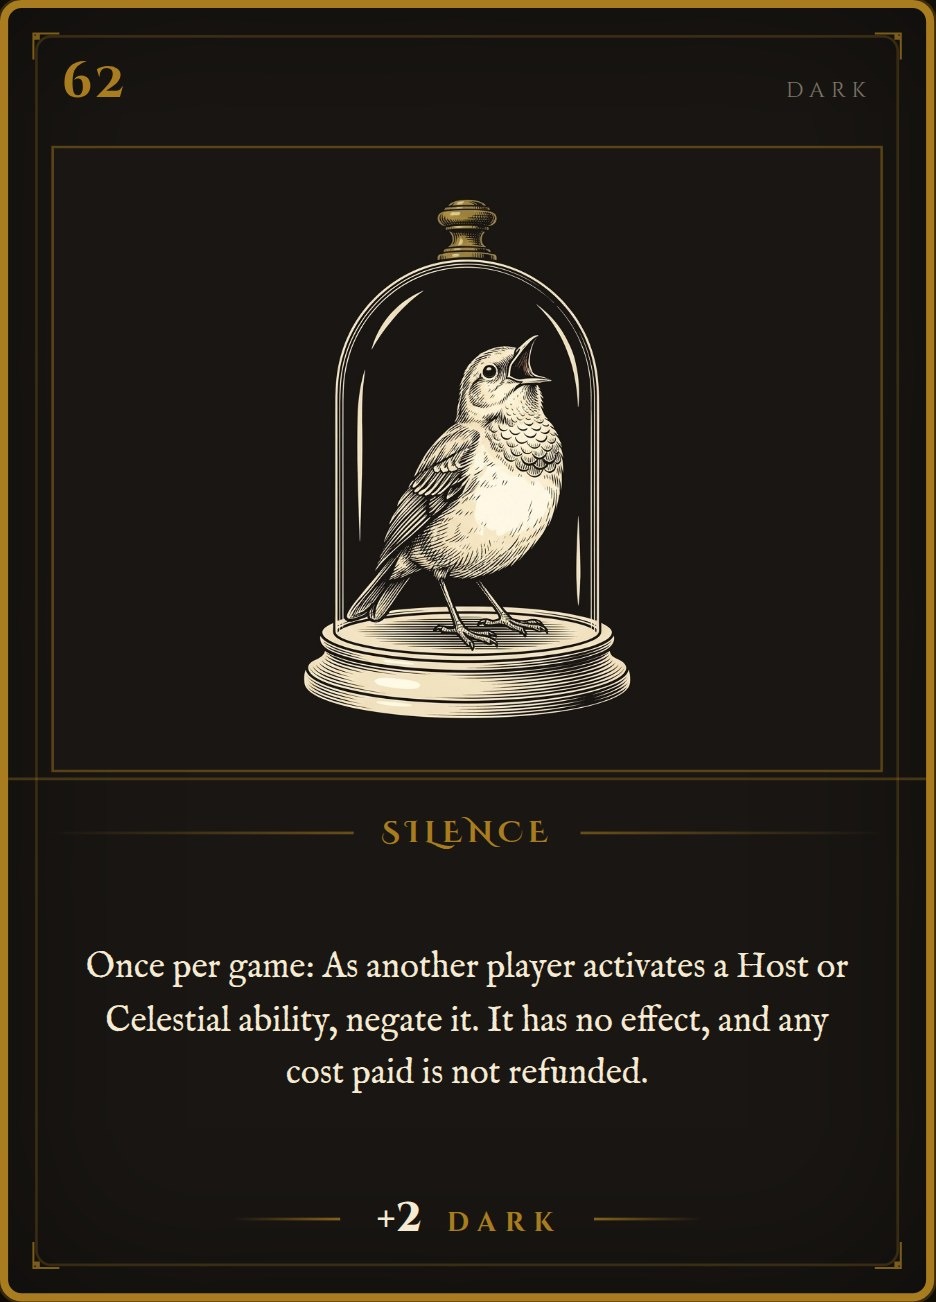 62
DARK
SILENCE
Once per game: As another player activates a Host or
Celestial ability, negate it. It has no effect, and any
cost paid is not refunded.
+2 DARK